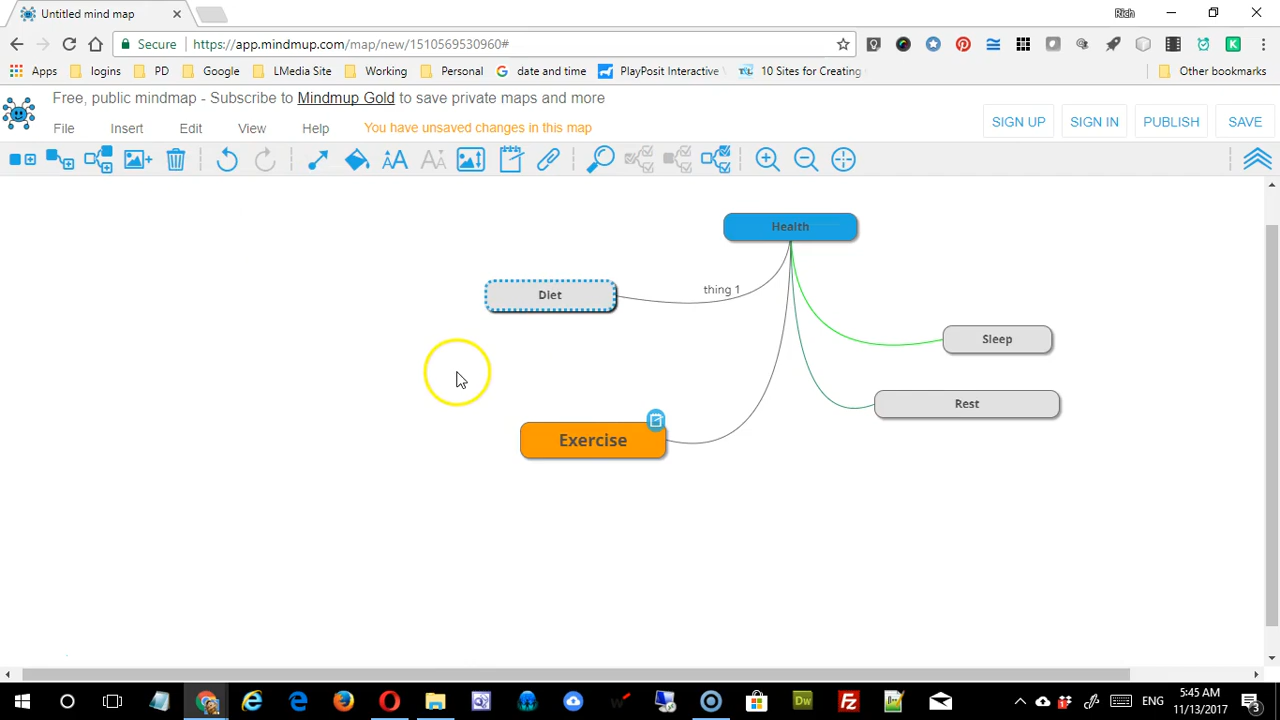 Untitled mind map
Rich
Secure
https://app.mindmup.com/map/new/1510569530960#
Apps
logins
PD
Google
LMedia Site
Working
Personal
date and time
PlayPosit Interactive
10 Sites for Creating
Other bookmarks
Free, public mindmap - Subscribe to Mindmup Gold to save private maps and more
File
Insert
Edit
View
Help
You have unsaved changes in this map
SIGN UP
SIGN IN
PUBLISH
SAVE
Health
thing 1
Diet
Sleep
Rest
Exercise
ENG
5:45 AM
11/13/2017
3